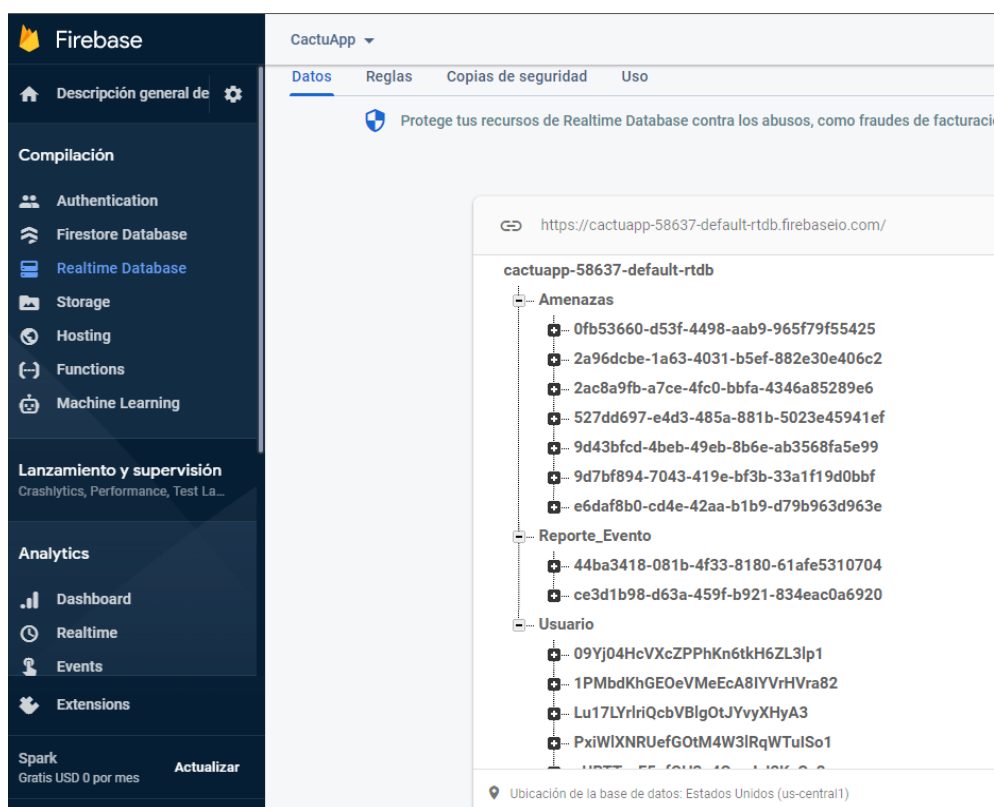 Firebase
Descripción general de
Compilación
Authentication
Firestore Database
Realtime Database
Storage
Hosting
Functions
Machine Learning
Lanzamiento y supervisión
Crashlytics, Performance, Test La...
Analytics
Dashboard
Realtime
Events
Extensions
Spark
Gratis USD 0 por mes
Actualizar
CactuApp
Datos Reglas Copias de seguridad Uso
Protege tus recursos de Realtime Database contra los abusos, como fraudes de facturaci
https://cactuapp-58637-default-rtdb.firebaseio.com/
cactuapp-58637-default-rtdb
Amenazas
0fb53660-d53f-4498-aab9-965f79f55425
2a96dcbe-1a63-4031-b5ef-882e30e406c2
2ac8a9fb-a7ce-4fc0-bbfa-4346a85289e6
527dd697-e4d3-485a-881b-5023e45941ef
9d43bfcd-4beb-49eb-8b6e-ab3568fa5e99
9d7bf894-7043-419e-bf3b-33a1f19d0bbf
e6daf8b0-cd4e-42aa-b1b9-d79b963d963e
Reporte_Evento
44ba3418-081b-4f33-8180-61afe5310704
ce3d1b98-d63a-459f-b921-834eac0a6920
Usuario
09Yj04HcVXcZPPhKn6tkH6ZL3lp1
1PMbdKhGEOeVMeEcA8IYVrHVra82
Lu17LYrlriQcbVBlgOtJYvyXHyA3
PxiWlXNRUefGOtM4W3lRqWTulSo1
Ubicación de la base de datos: Estados Unidos (us-central1)